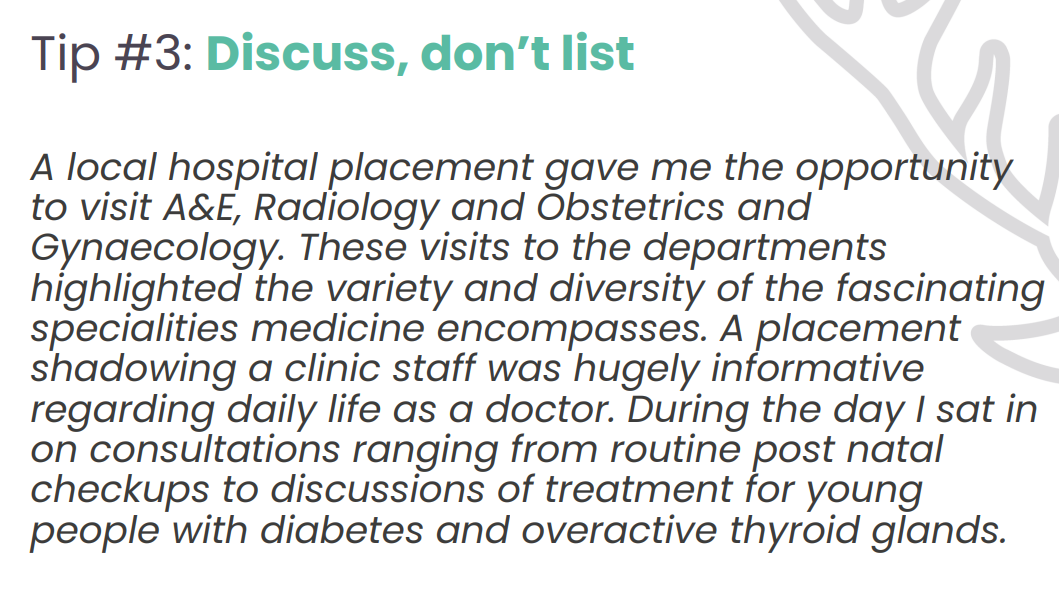 Tip #3: Discuss, don’t list
A local hospital placement gave me the opportunity
to visit A&E, Radiology and Obstetrics and
Gynaecology. These visits to the departments
highlighted the variety and diversity of the fascinating
specialities medicine encompasses. A placement
shadowing a clinic staff was hugely informative
regarding daily life as a doctor. During the day I sat in
on consultations ranging from routine post natal
checkups to discussions of treatment for young
people with diabetes and overactive thyroid glands.